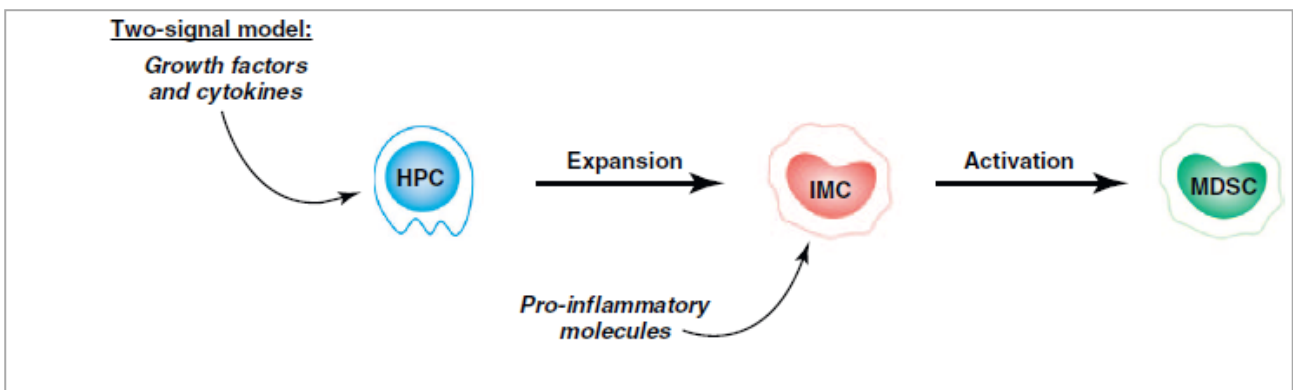 Two-signal model:
Growth factors
and cytokines
HPC
Expansion
IMC
Activation
MDSC
Pro-inflammatory
molecules